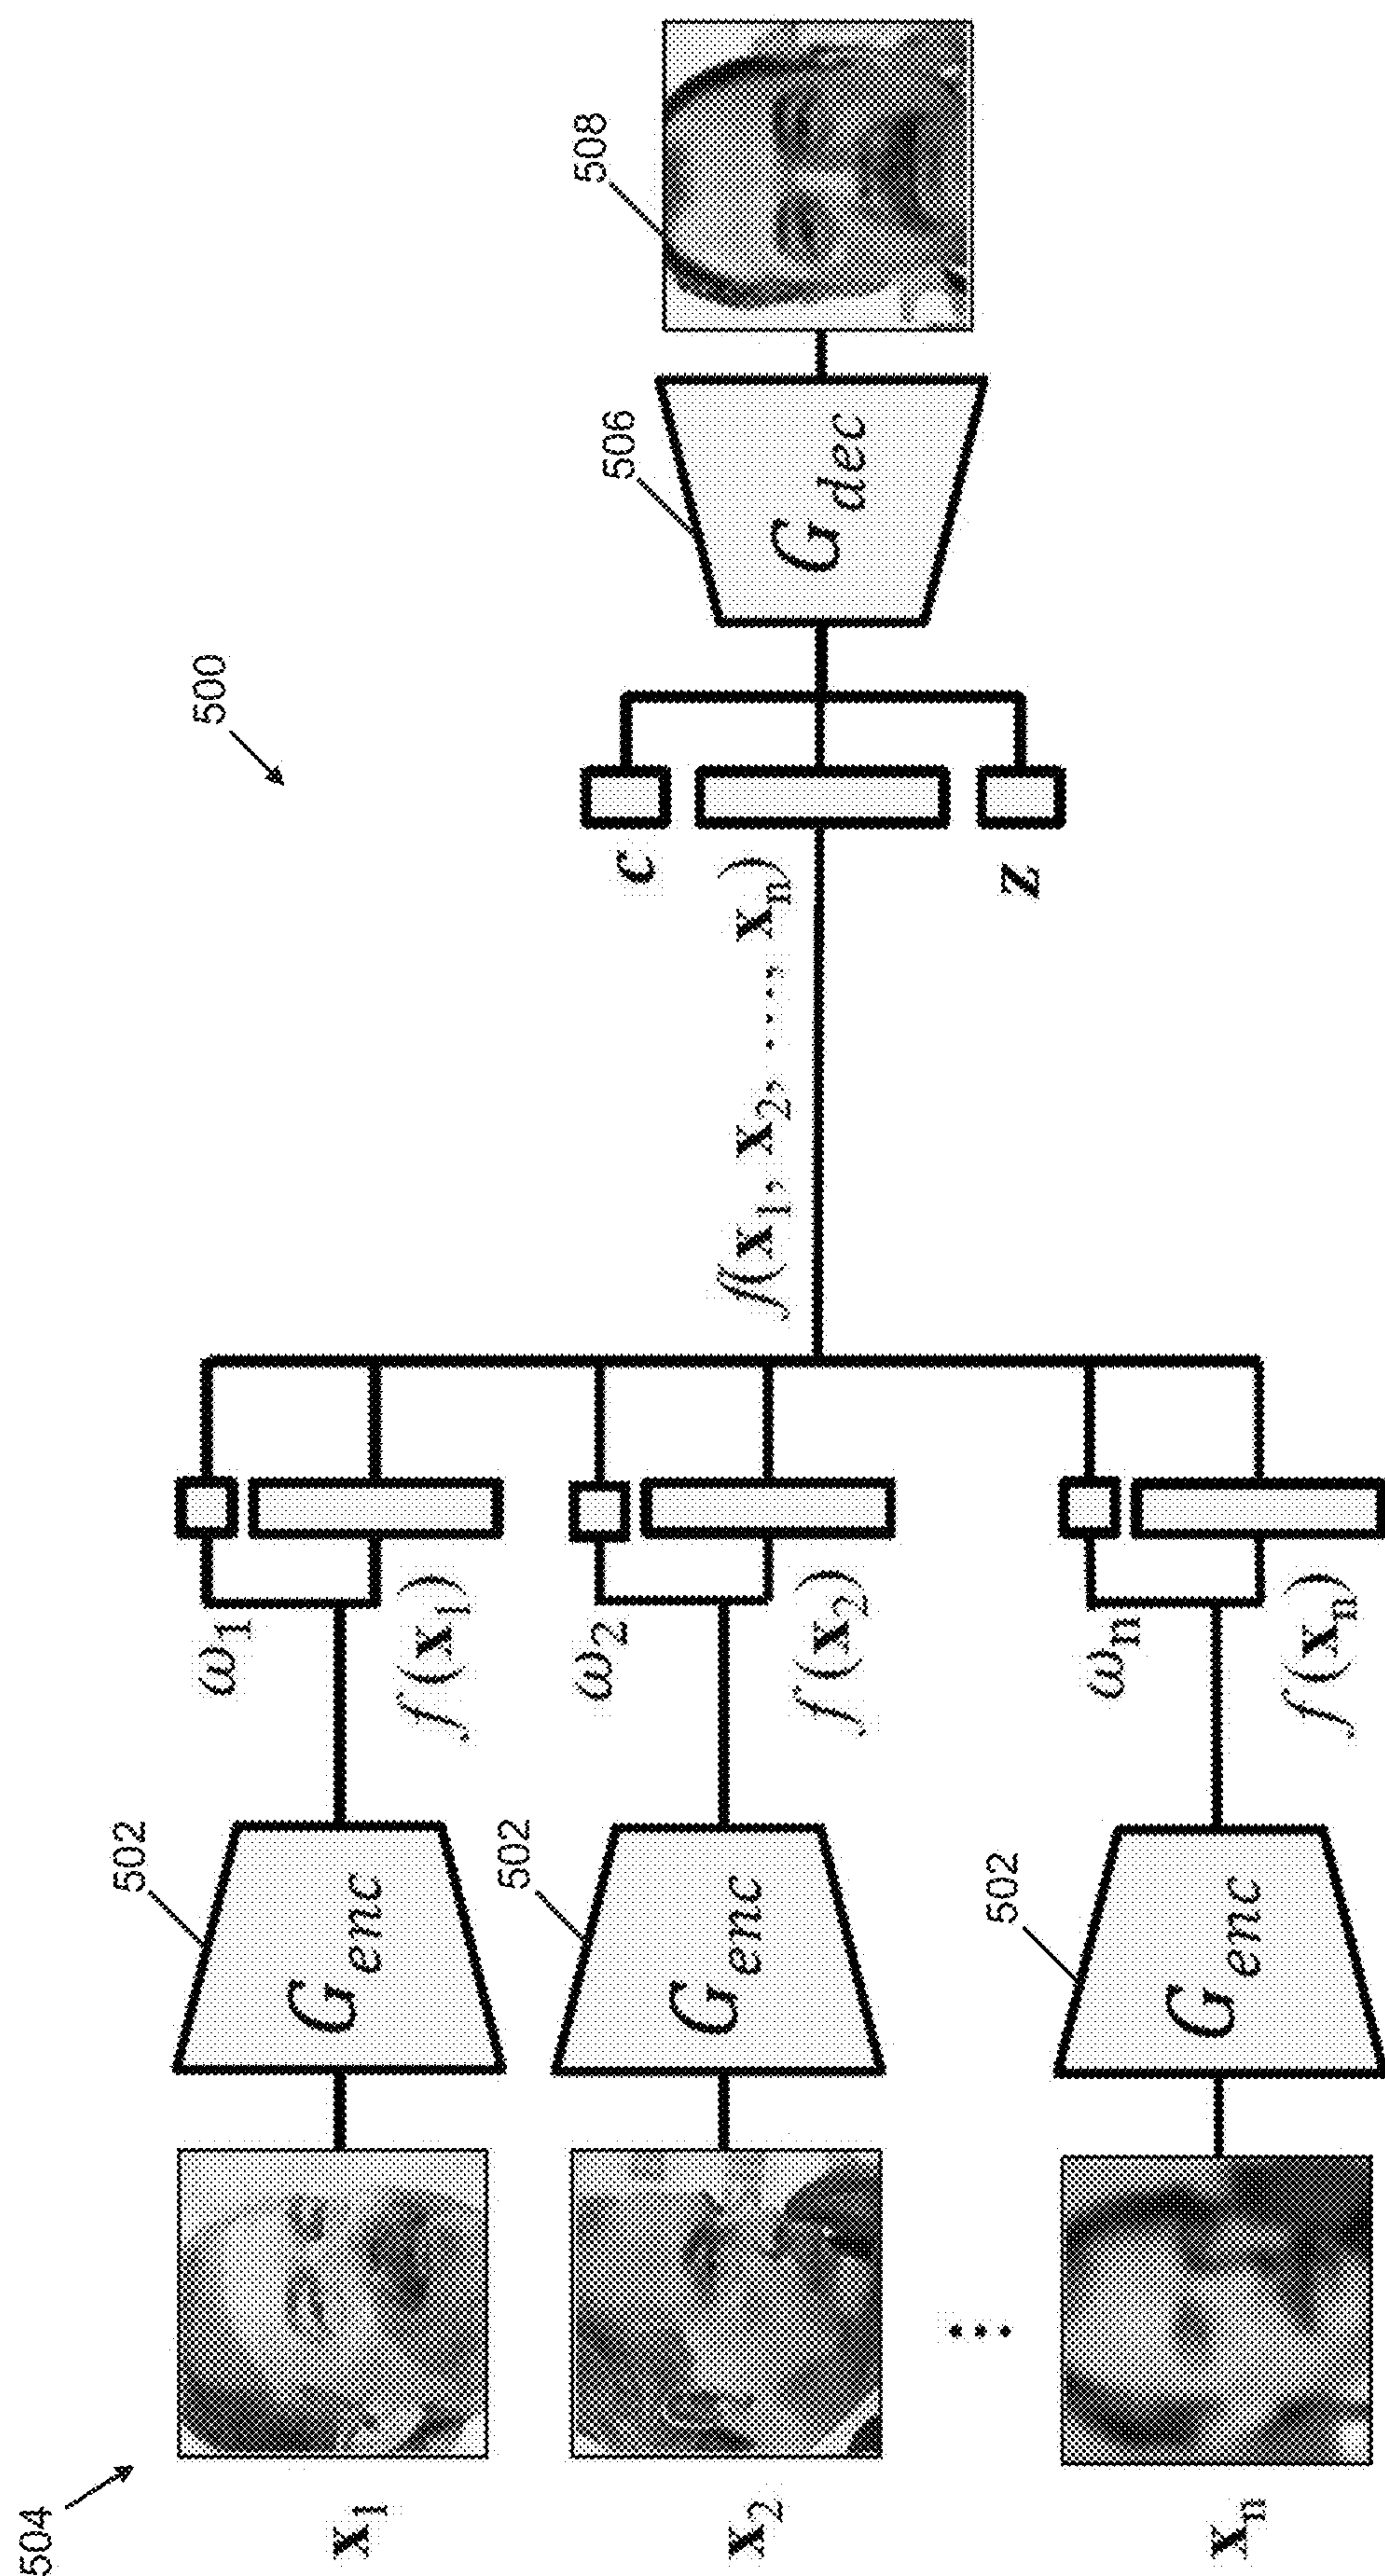 500
504
x1
502
Genc
ω1
f(x1)
x2
502
Genc
ω2
f(x2)
⋮
xn
502
Genc
ωn
f(xn)
f(x1, x2, ....., xn)
c
z
506
Gdec
508